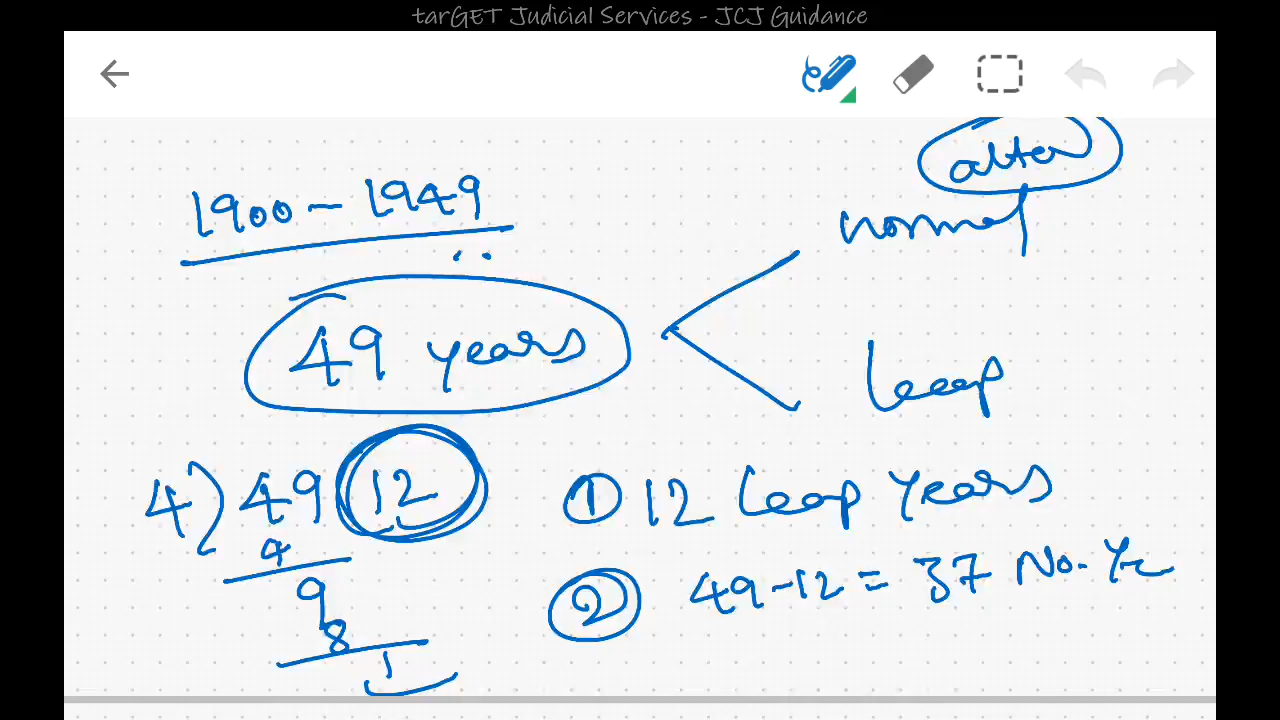 tarGET Judicial Services - JCJ Guidance
1900 - 1949
normal
49 years
leap
4) 49 12
4
9
8
1
① 12 leap Years
② 49-12 = 37 No. Yr